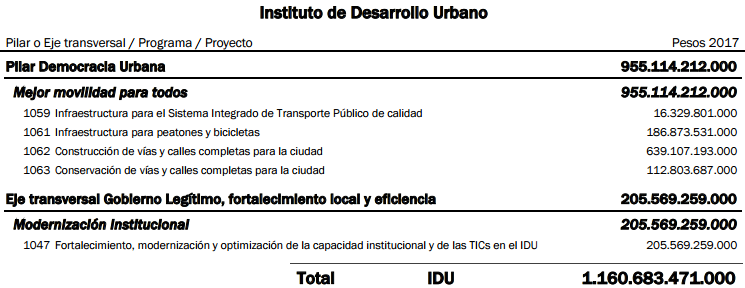 Instituto de Desarrollo Urbano
Pilar o Eje transversal / Programa / Proyecto Pesos 2017
Pilar Democracia Urbana 955.114.212.000
Mejor movilidad para todos 955.114.212.000
1059 Infraestructura para el Sistema Integrado de Transporte Público de calidad 16.329.801.000
1061 Infraestructura para peatones y bicicletas 186.873.531.000
1062 Construcción de vías y calles completas para la ciudad 639.107.193.000
1063 Conservación de vías y calles completas para la ciudad 112.803.687.000
Eje transversal Gobierno Legítimo, fortalecimiento local y eficiencia 205.569.259.000
Modernización institucional 205.569.259.000
1047 Fortalecimiento, modernización y optimización de la capacidad institucional y de las TICs en el IDU 205.569.259.000
Total IDU 1.160.683.471.000